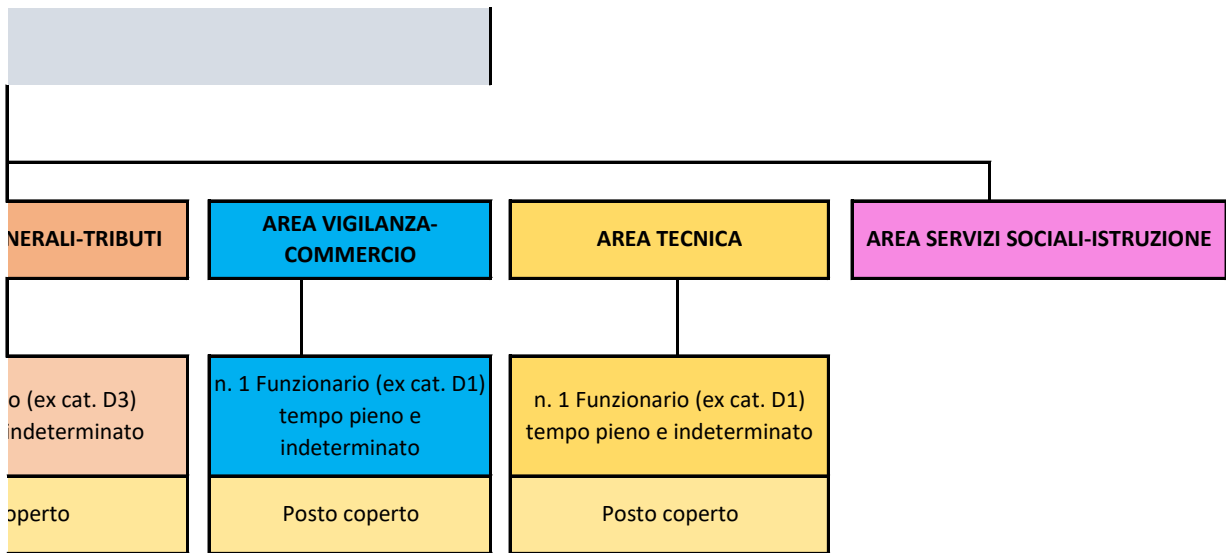 NERALI-TRIBUTI
AREA VIGILANZA-
COMMERCIO
AREA TECNICA
AREA SERVIZI SOCIALI-ISTRUZIONE
o (ex cat. D3)
indeterminato
n. 1 Funzionario (ex cat. D1)
tempo pieno e
indeterminato
n. 1 Funzionario (ex cat. D1)
tempo pieno e indeterminato
operto
Posto coperto
Posto coperto